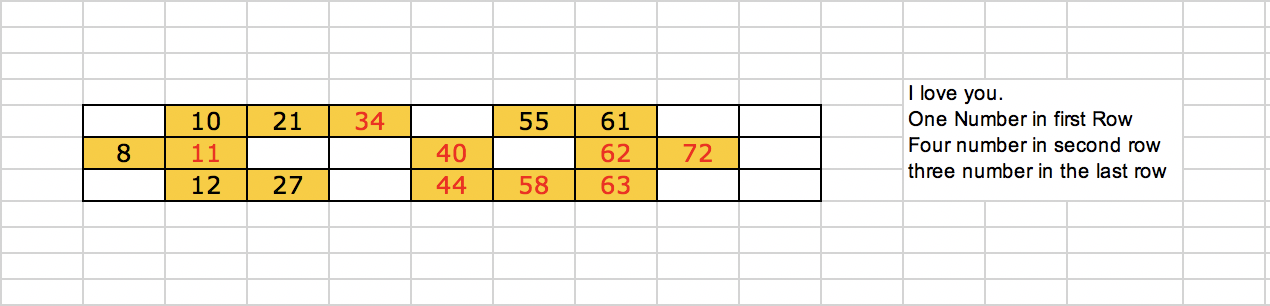 I love you.
One Number in first Row
Four number in second row
three number in the last row
10 21 34 55 61
8 11 40 62 72
12 27 44 58 63